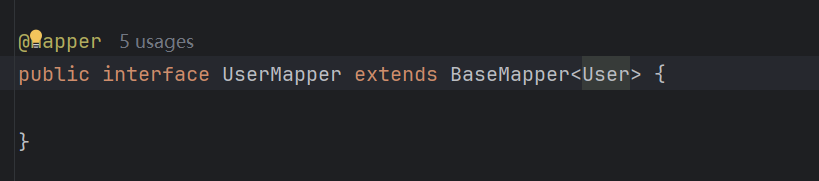 @Mapper 5 usages
public interface UserMapper extends BaseMapper<User> {
}